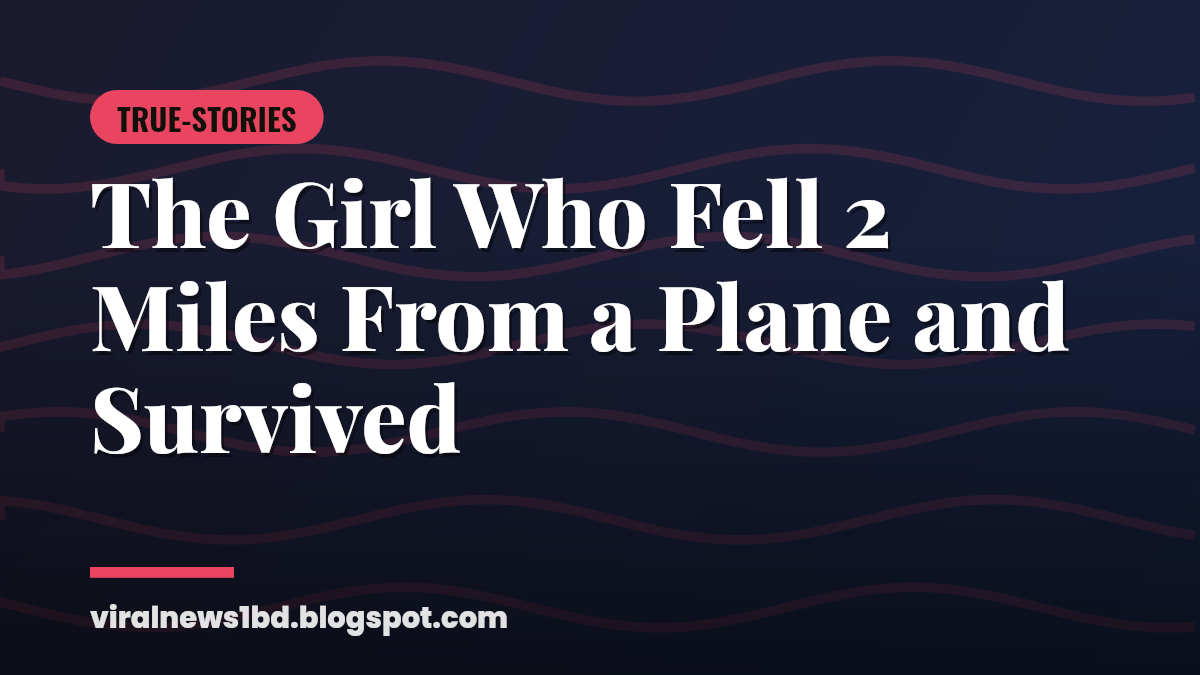 TRUE-STORIES
The Girl Who Fell 2
Miles From a Plane and
Survived
viralnews1bd.blogspot.com